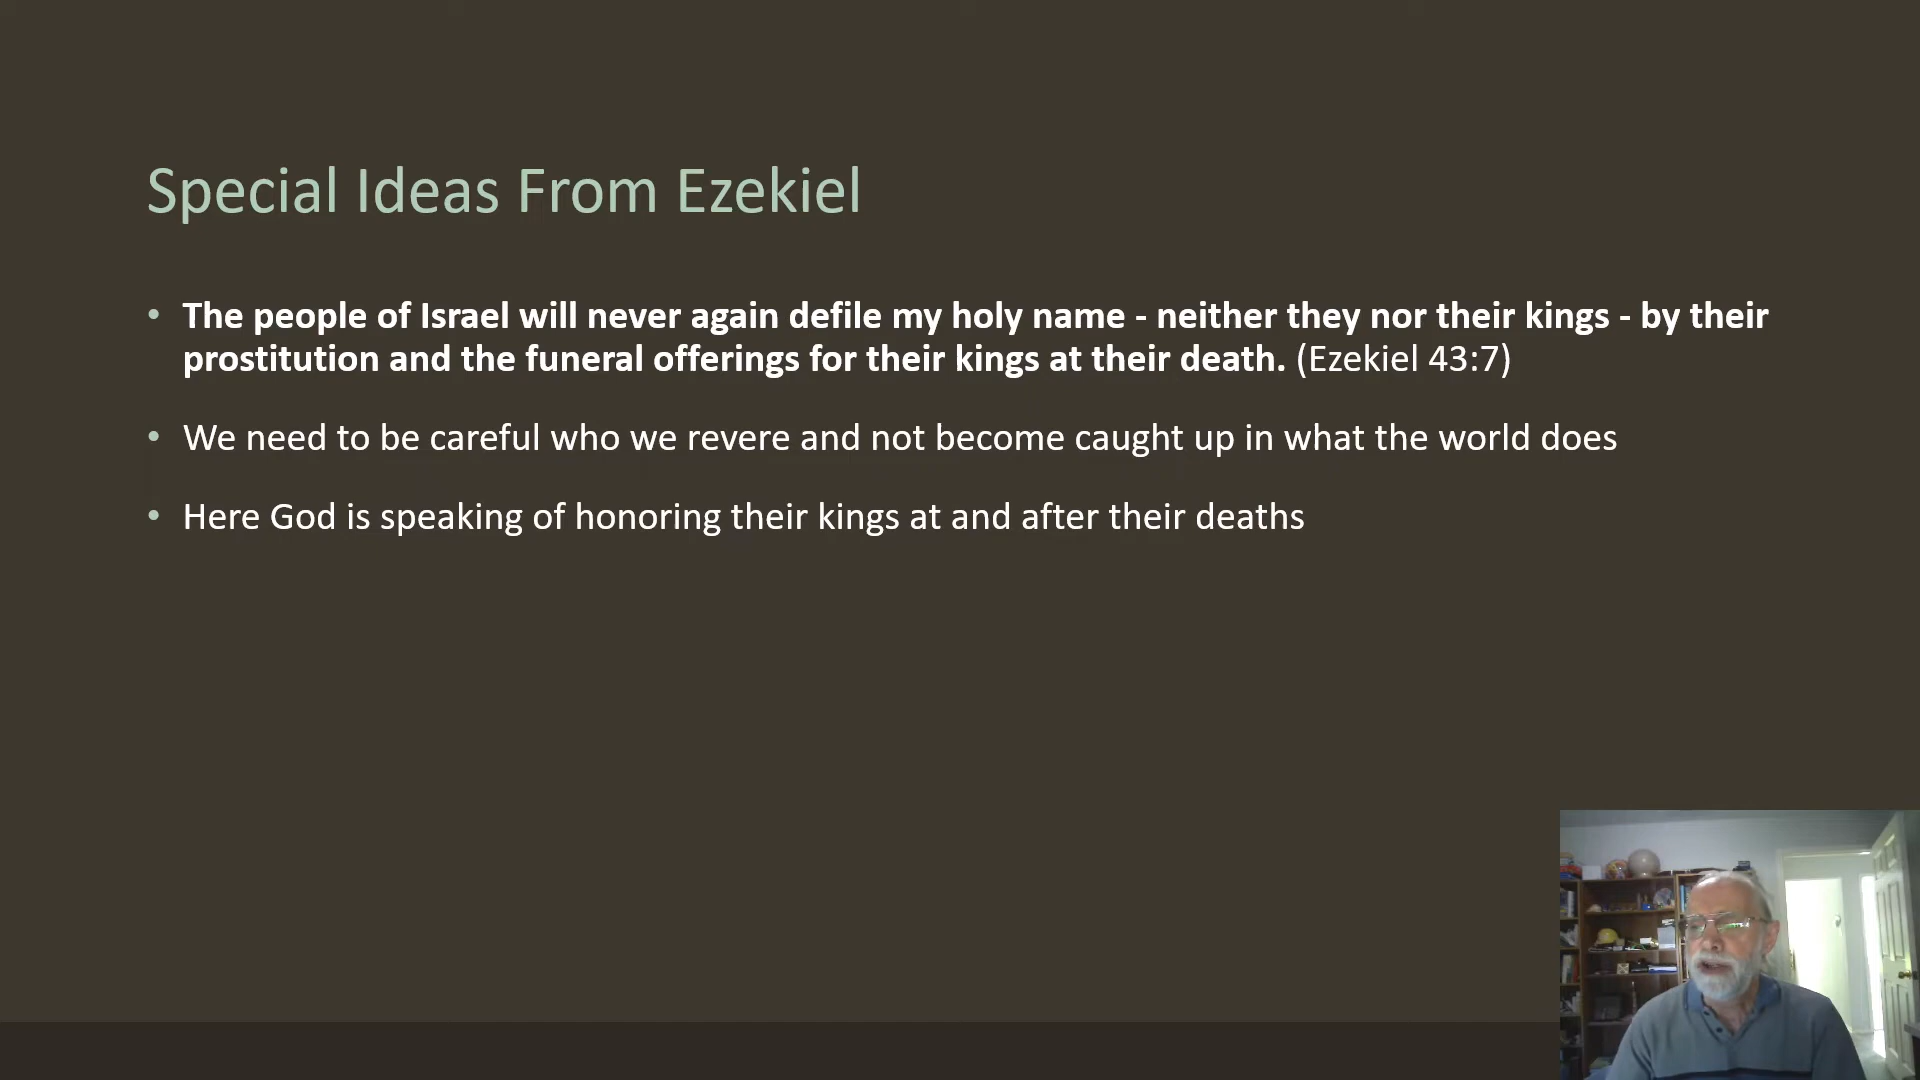 Special Ideas From Ezekiel
• The people of Israel will never again defile my holy name - neither they nor their kings - by their
prostitution and the funeral offerings for their kings at their death. (Ezekiel 43:7)
• We need to be careful who we revere and not become caught up in what the world does
• Here God is speaking of honoring their kings at and after their deaths